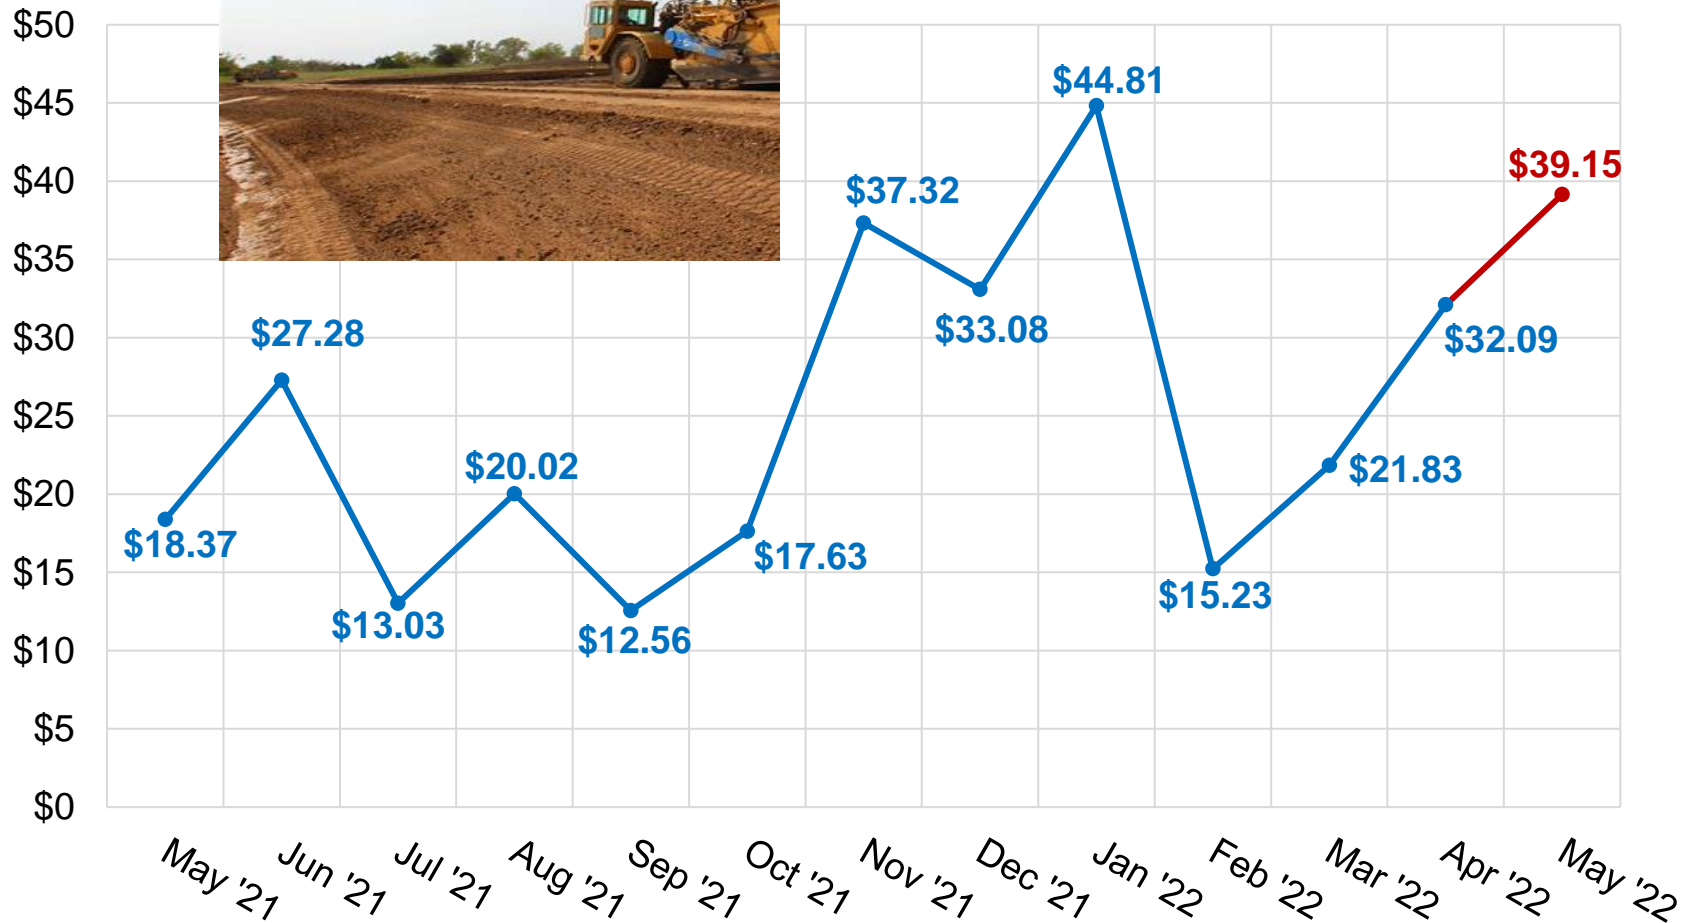 $50
$45
$40
$35
$30
$25
$20
$15
$10
$5
$0
$18.37
$27.28
$13.03
$20.02
$12.56
$17.63
$37.32
$33.08
$44.81
$15.23
$21.83
$32.09
$39.15
May '21
Jun '21
Jul '21
Aug '21
Sep '21
Oct '21
Nov '21
Dec '21
Jan '22
Feb '22
Mar '22
Apr '22
May '22